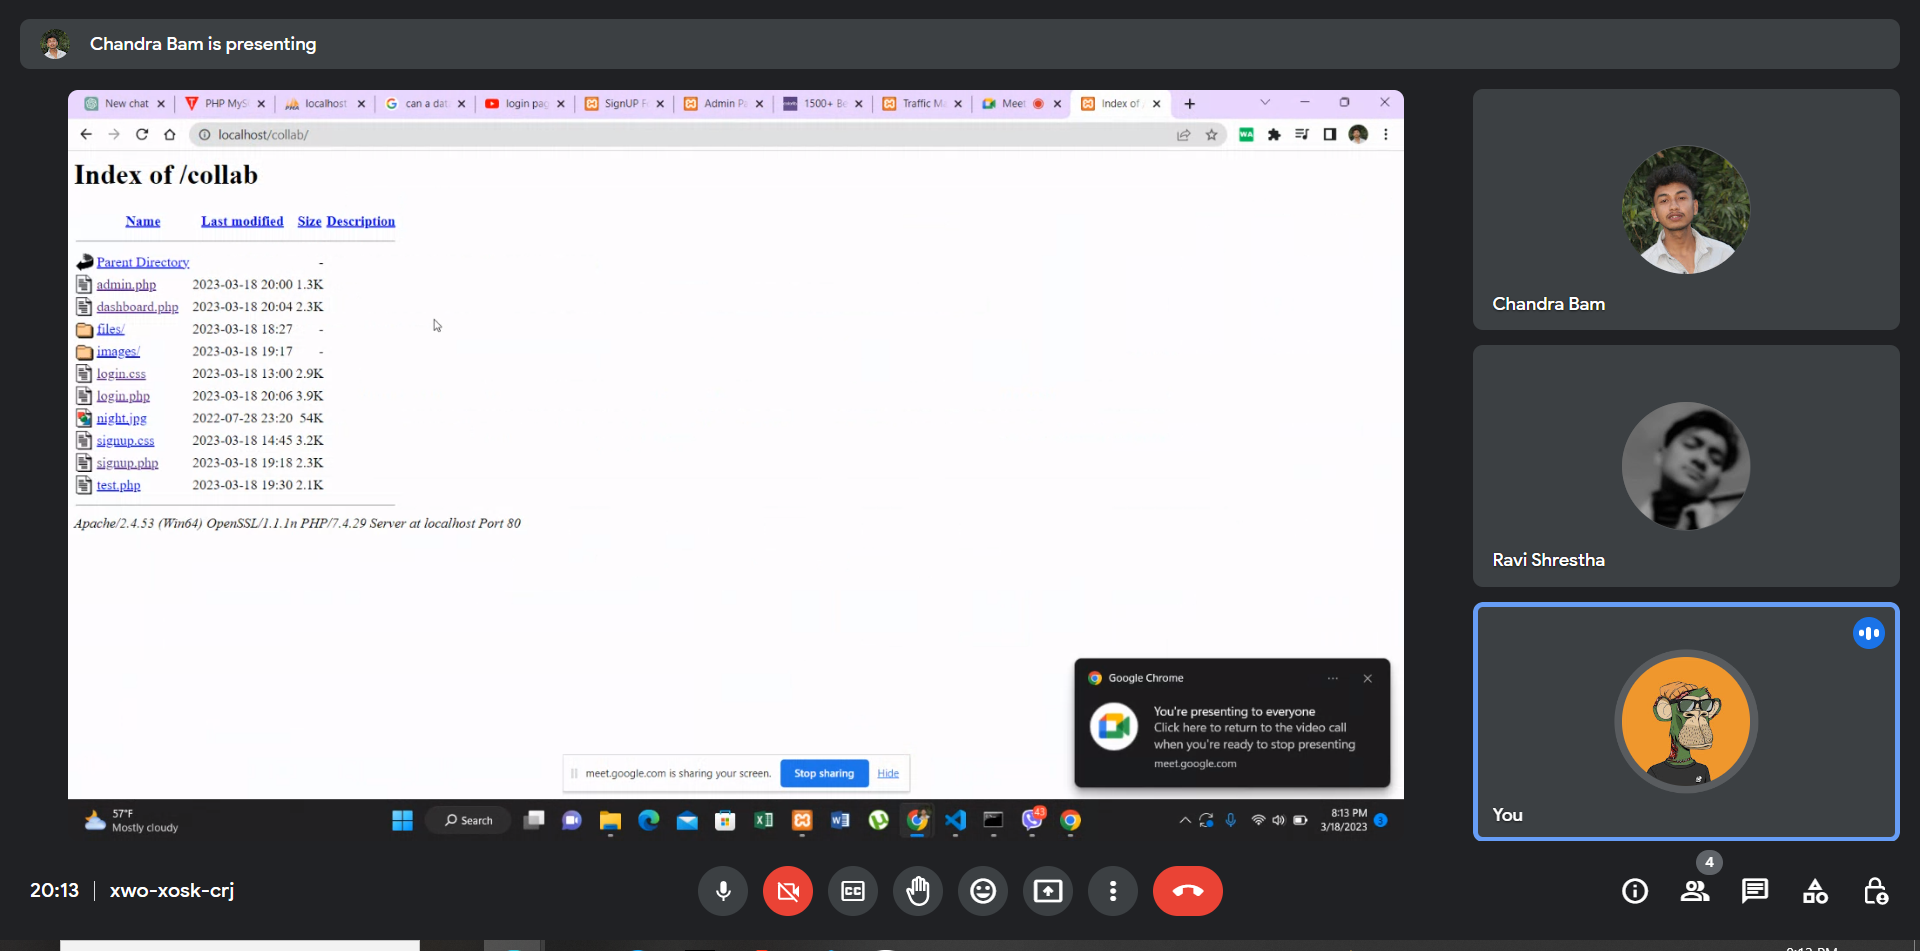 Chandra Bam is presenting
New chat
PHP MyS
localhost
can a dat
login pag
SignUP F
Admin Pa
1500+ Be
Traffic M
Meet
Index of
localhost/collab/
WA
Index of /collab
Name Last modified Size Description
Parent Directory -
admin.php 2023-03-18 20:00 1.3K
dashboard.php 2023-03-18 20:04 2.3K
files/ 2023-03-18 18:27 -
images/ 2023-03-18 19:17 -
login.css 2023-03-18 13:00 2.9K
login.php 2023-03-18 20:06 3.9K
night.jpg 2022-07-28 23:20 54K
signup.css 2023-03-18 14:45 3.2K
signup.php 2023-03-18 19:18 2.3K
test.php 2023-03-18 19:30 2.1K
Apache/2.4.53 (Win64) OpenSSL/1.1.1n PHP/7.4.29 Server at localhost Port 80
Google Chrome
You're presenting to everyone
Click here to return to the video call
when you're ready to stop presenting
meet.google.com
meet.google.com is sharing your screen. Stop sharing Hide
57°F
Mostly cloudy
Search
43
8:13 PM
3/18/2023
3
Chandra Bam
Ravi Shrestha
You
20:13 | xwo-xosk-crj
CC
4